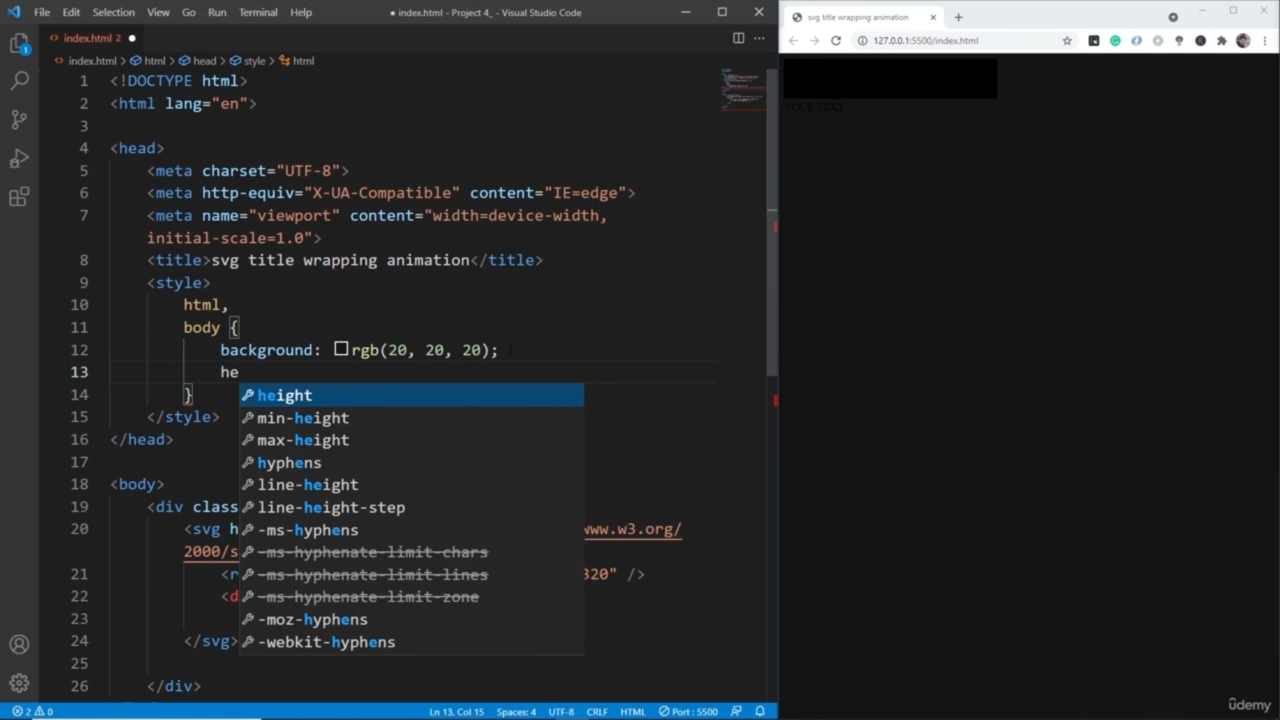 File Edit Selection View Go Run Terminal Help
● index.html - Project 4_ - Visual Studio Code
index.html 2 ●
index.html > html > head > style > html
1 <!DOCTYPE html>
2 <html lang="en">
3
4 <head>
5 <meta charset="UTF-8">
6 <meta http-equiv="X-UA-Compatible" content="IE=edge">
7 <meta name="viewport" content="width=device-width,
initial-scale=1.0">
8 <title>svg title wrapping animation</title>
9 <style>
10 html,
11 body {
12 background: rgb(20, 20, 20);
13 he
14 }
15 </style>
16 </head>
17
18 <body>
19 <div class
20 <svg h
www.w3.org/
2000/s
21 <r
320" />
22 <d
23
24 </svg>
25
26 </div>
height
min-height
max-height
hyphens
line-height
line-height-step
-ms-hyphens
-ms-hyphenate-limit-chars
-ms-hyphenate-limit-lines
-ms-hyphenate-limit-zone
-moz-hyphens
-webkit-hyphens
1
2 0
Ln 13, Col 15 Spaces: 4 UTF-8 CRLF HTML Port : 5500
svg title wrapping animation
127.0.0.1:5500/index.html
YOUR TEXT
ûdemy